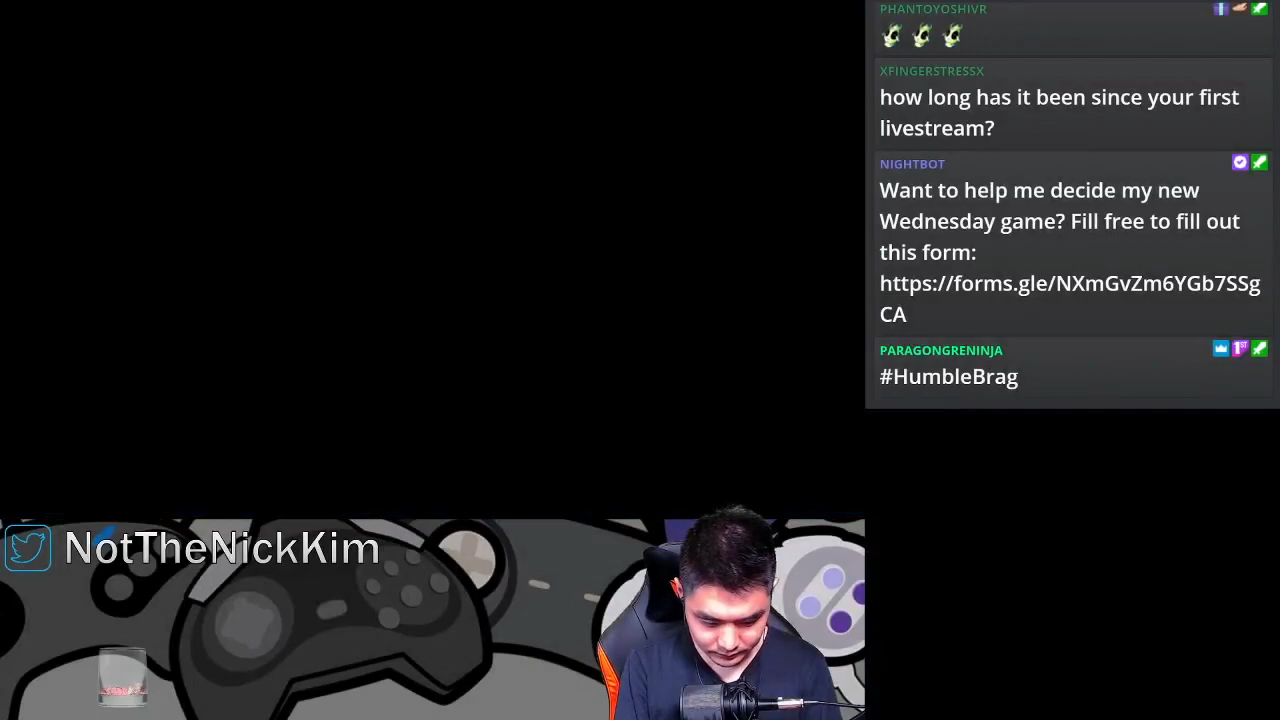 PHANTOYOSHIVR
XFINGERSTRESSX
how long has it been since your first
livestream?
NIGHTBOT
Want to help me decide my new
Wednesday game? Fill free to fill out
this form:
https://forms.gle/NXmGvZm6YGb7SSg
CA
PARAGONGRENINJA
1ST
#HumbleBrag
NotTheNickKim